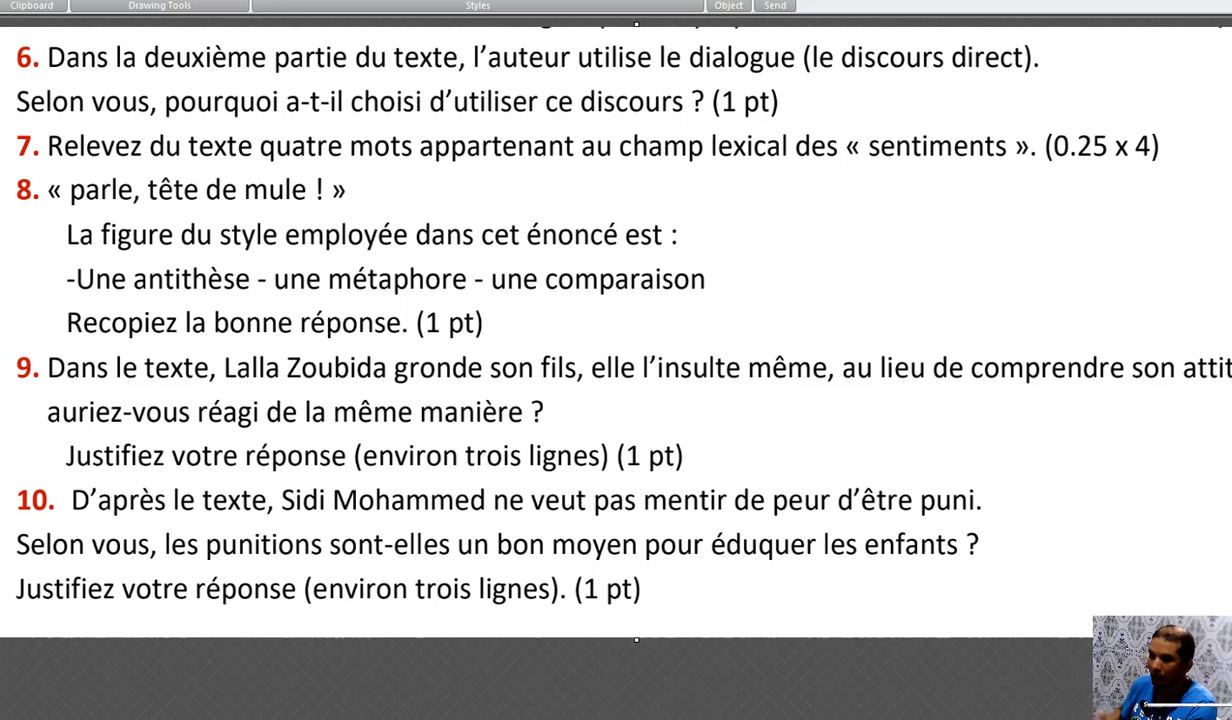 Clipboard
Drawing Tools
Styles
Object
Send
6. Dans la deuxième partie du texte, l’auteur utilise le dialogue (le discours direct).
Selon vous, pourquoi a-t-il choisi d’utiliser ce discours ? (1 pt)
7. Relevez du texte quatre mots appartenant au champ lexical des « sentiments ». (0.25 x 4)
8. « parle, tête de mule ! »
La figure du style employée dans cet énoncé est :
-Une antithèse - une métaphore - une comparaison
Recopiez la bonne réponse. (1 pt)
9. Dans le texte, Lalla Zoubida gronde son fils, elle l’insulte même, au lieu de comprendre son attit
auriez-vous réagi de la même manière ?
Justifiez votre réponse (environ trois lignes) (1 pt)
10. D’après le texte, Sidi Mohammed ne veut pas mentir de peur d’être puni.
Selon vous, les punitions sont-elles un bon moyen pour éduquer les enfants ?
Justifiez votre réponse (environ trois lignes). (1 pt)